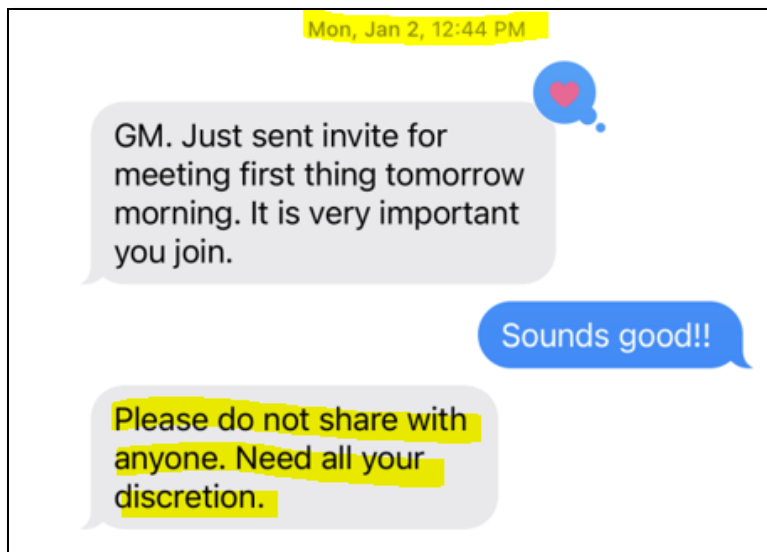 Mon, Jan 2, 12:44 PM
GM. Just sent invite for
meeting first thing tomorrow
morning. It is very important
you join.
Sounds good!!
Please do not share with
anyone. Need all your
discretion.